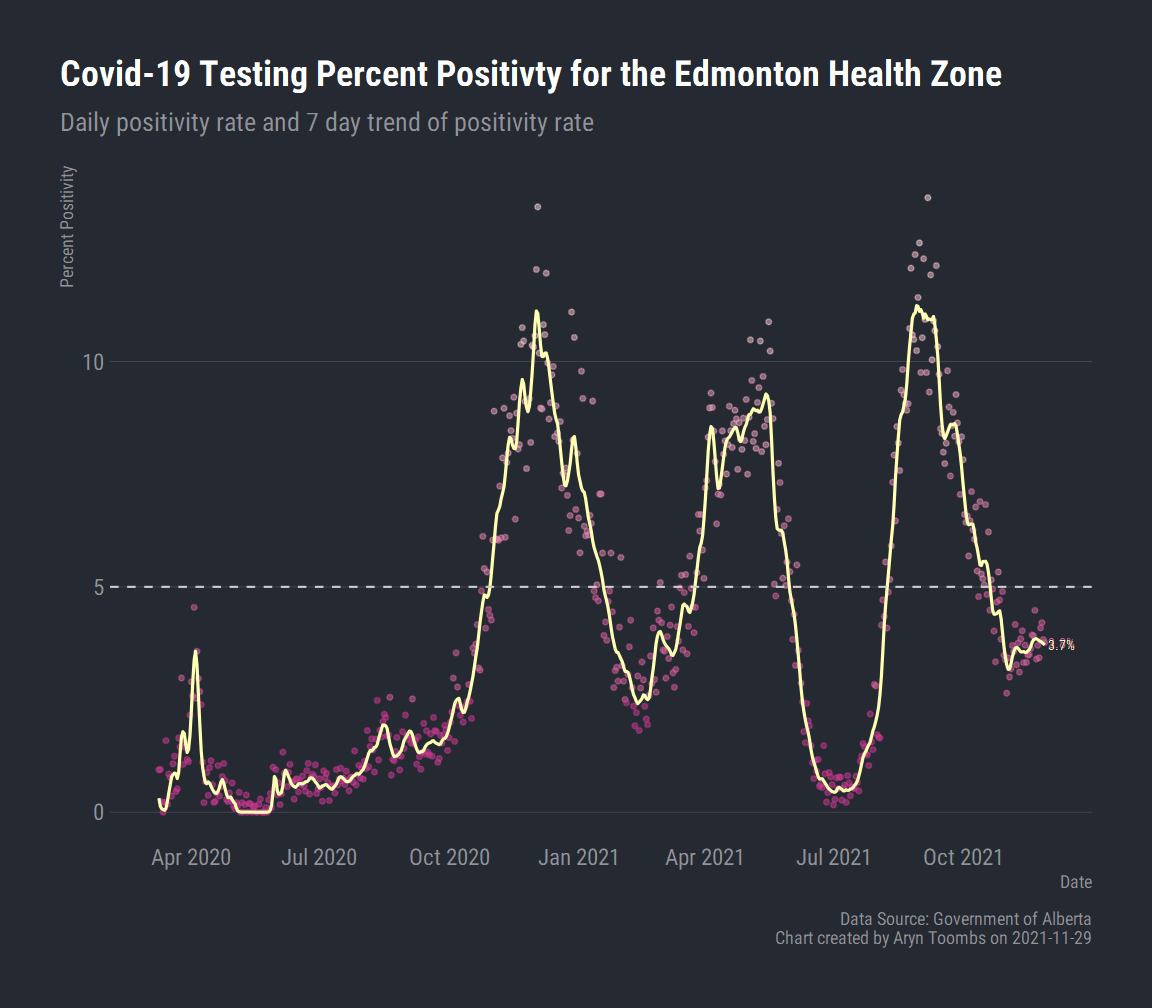 Covid-19 Testing Percent Positivty for the Edmonton Health Zone
Daily positivity rate and 7 day trend of positivity rate
Percent Positivity
10
5
0
3.7%
Apr 2020 Jul 2020 Oct 2020 Jan 2021 Apr 2021 Jul 2021 Oct 2021
Date
Data Source: Government of Alberta
Chart created by Aryn Toombs on 2021-11-29